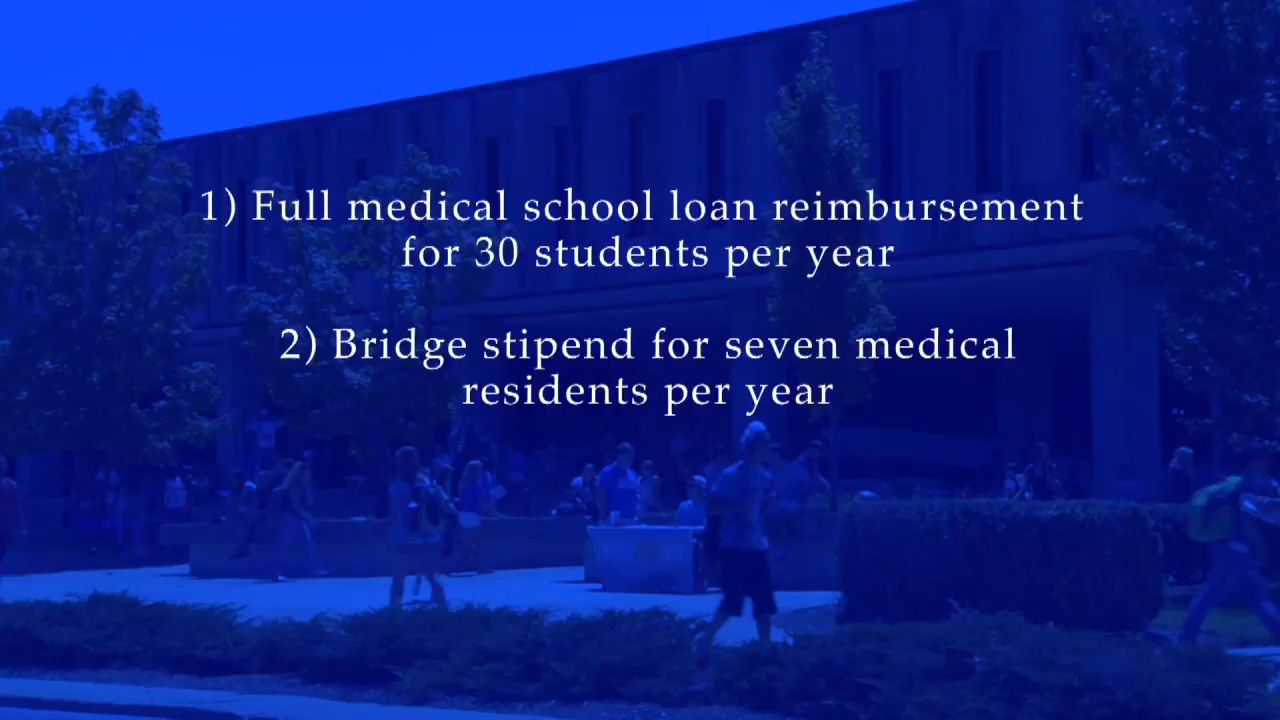 1) Full medical school loan reimbursement
for 30 students per year
2) Bridge stipend for seven medical
residents per year